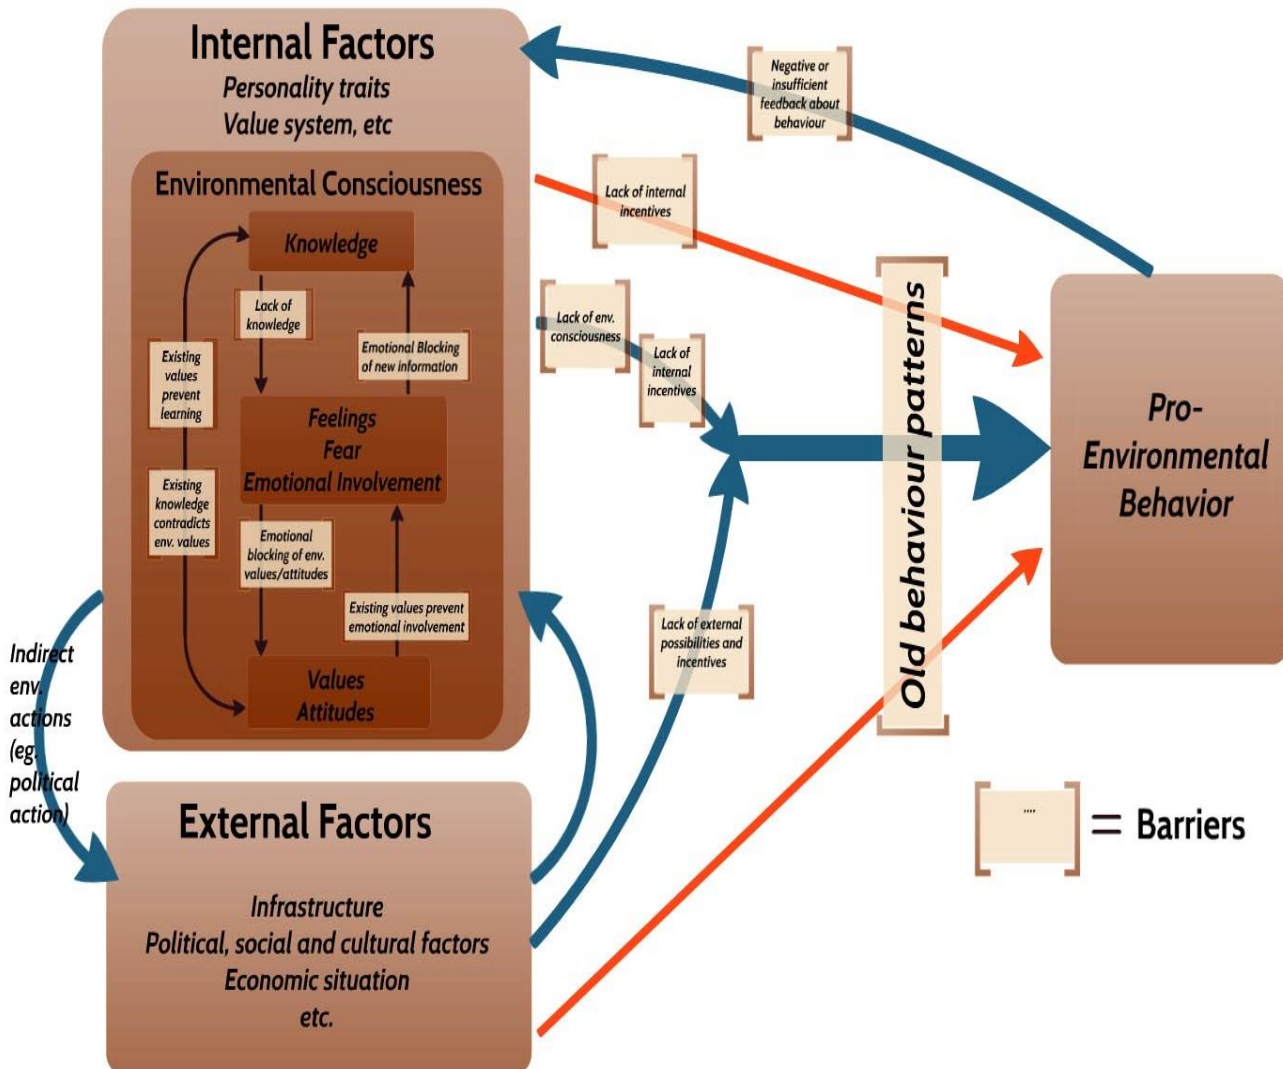 Internal Factors
Personality traits
Value system, etc
Environmental Consciousness
Knowledge
Lack of
knowledge
Emotional Blocking
of new information
Existing
values
prevent
learning
Feelings
Fear
Emotional Involvement
Existing
knowledge
contradicts
env. values
Emotional
blocking of env.
values/attitudes
Existing values prevent
emotional involvement
Values
Attitudes
Indirect
env.
actions
(eg.
political
action)
External Factors
Infrastructure
Political, social and cultural factors
Economic situation
etc.
Negative or
insufficient
feedback about
behaviour
Lack of internal
incentives
Lack of env.
consciousness
Lack of
internal
incentives
Lack of external
possibilities and
incentives
Old behaviour patterns
Pro-
Environmental
Behavior
....
= Barriers